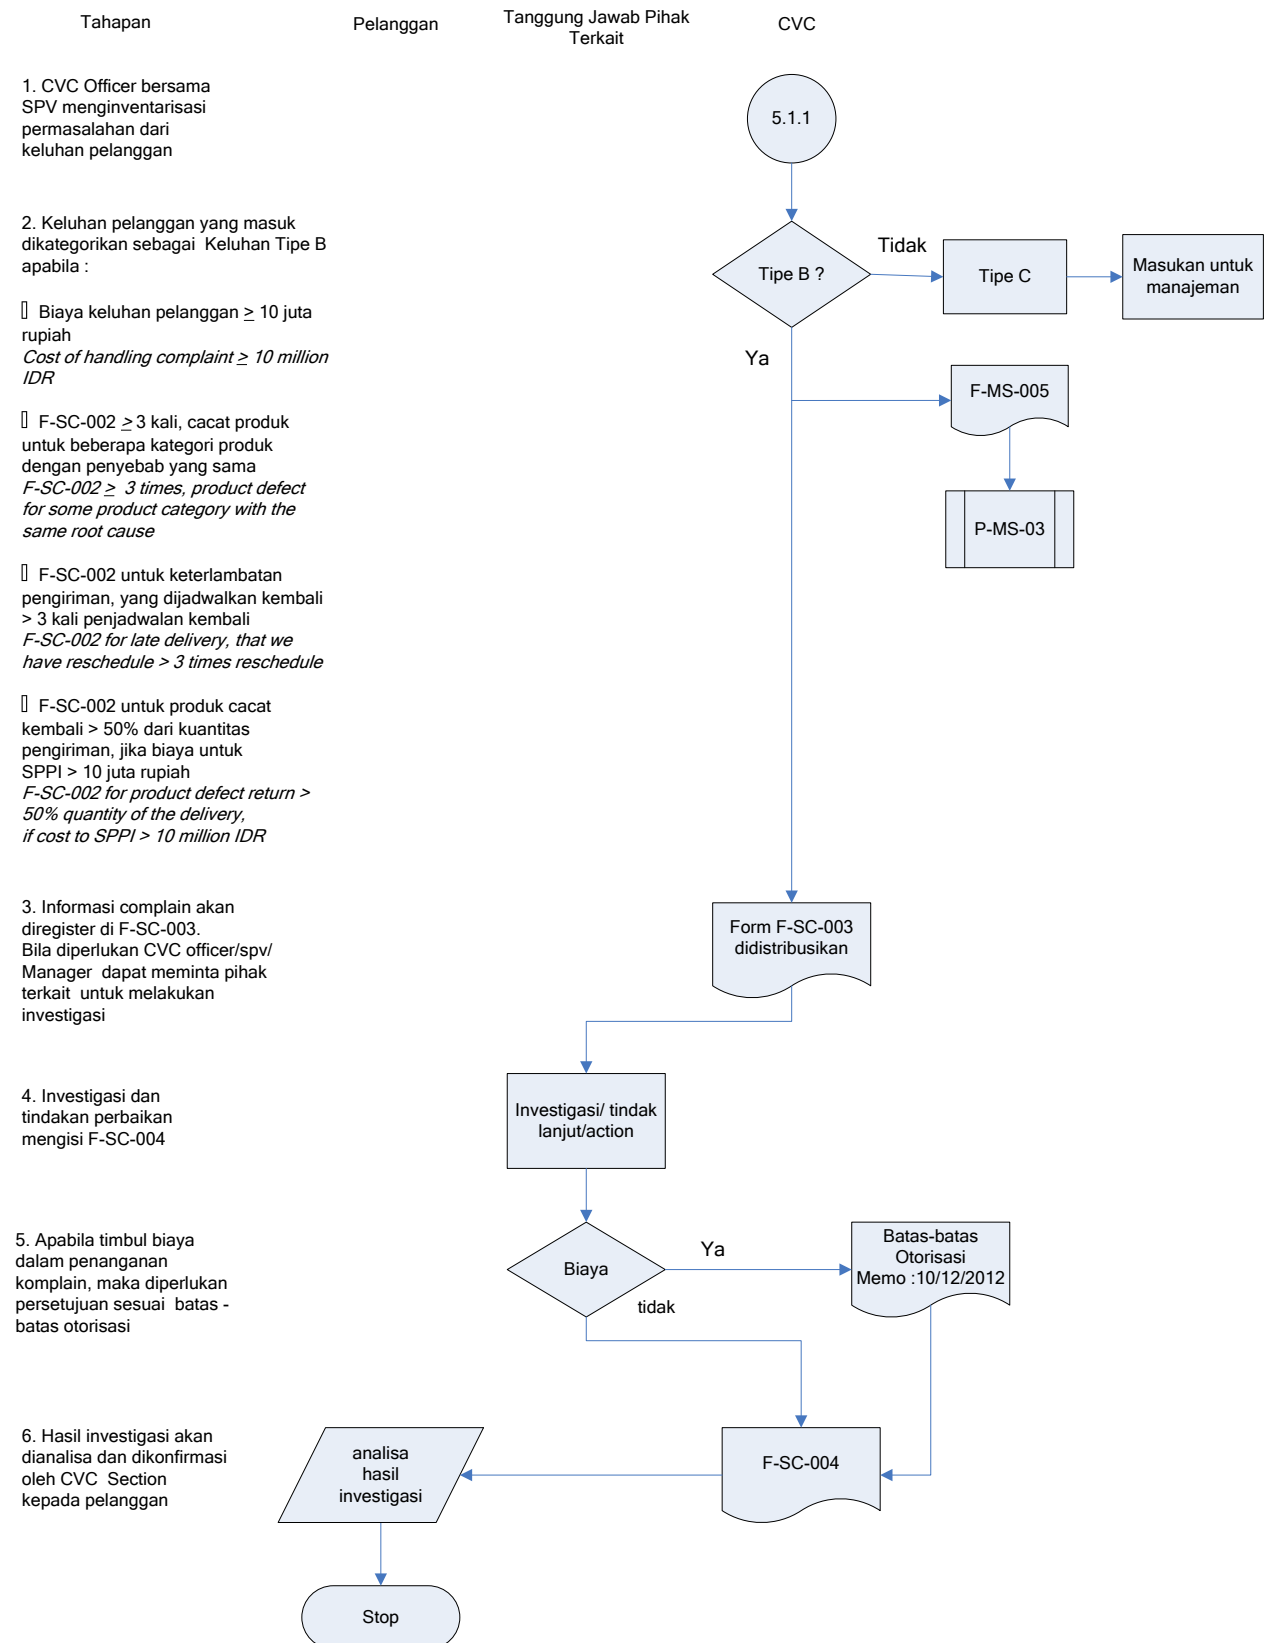 Tahapan
Pelanggan
Tanggung Jawab Pihak
Terkait
CVC
1. CVC Officer bersama
SPV menginventarisasi
permasalahan dari
keluhan pelanggan
5.1.1
2. Keluhan pelanggan yang masuk
dikategorikan sebagai Keluhan Tipe B
apabila :
Biaya keluhan pelanggan ≥ 10 juta
rupiah
Cost of handling complaint ≥ 10 million
IDR
F-SC-002 ≥ 3 kali, cacat produk
untuk beberapa kategori produk
dengan penyebab yang sama
F-SC-002 ≥ 3 times, product defect
for some product category with the
same root cause
F-SC-002 untuk keterlambatan
pengiriman, yang dijadwalkan kembali
> 3 kali penjadwalan kembali
F-SC-002 for late delivery, that we
have reschedule > 3 times reschedule
F-SC-002 untuk produk cacat
kembali > 50% dari kuantitas
pengiriman, jika biaya untuk
SPPI > 10 juta rupiah
F-SC-002 for product defect return >
50% quantity of the delivery,
if cost to SPPI > 10 million IDR
Tipe B ?
Tidak
Tipe C
Masukan untuk
manajeman
Ya
F-MS-005
P-MS-03
3. Informasi complain akan
diregister di F-SC-003.
Bila diperlukan CVC officer/spv/
Manager dapat meminta pihak
terkait untuk melakukan
investigasi
Form F-SC-003
didistribusikan
4. Investigasi dan
tindakan perbaikan
mengisi F-SC-004
Investigasi/ tindak
lanjut/action
5. Apabila timbul biaya
dalam penanganan
komplain, maka diperlukan
persetujuan sesuai batas -
batas otorisasi
Biaya
Ya
tidak
Batas-batas
Otorisasi
Memo :10/12/2012
6. Hasil investigasi akan
dianalisa dan dikonfirmasi
oleh CVC Section
kepada pelanggan
analisa
hasil
investigasi
F-SC-004
Stop